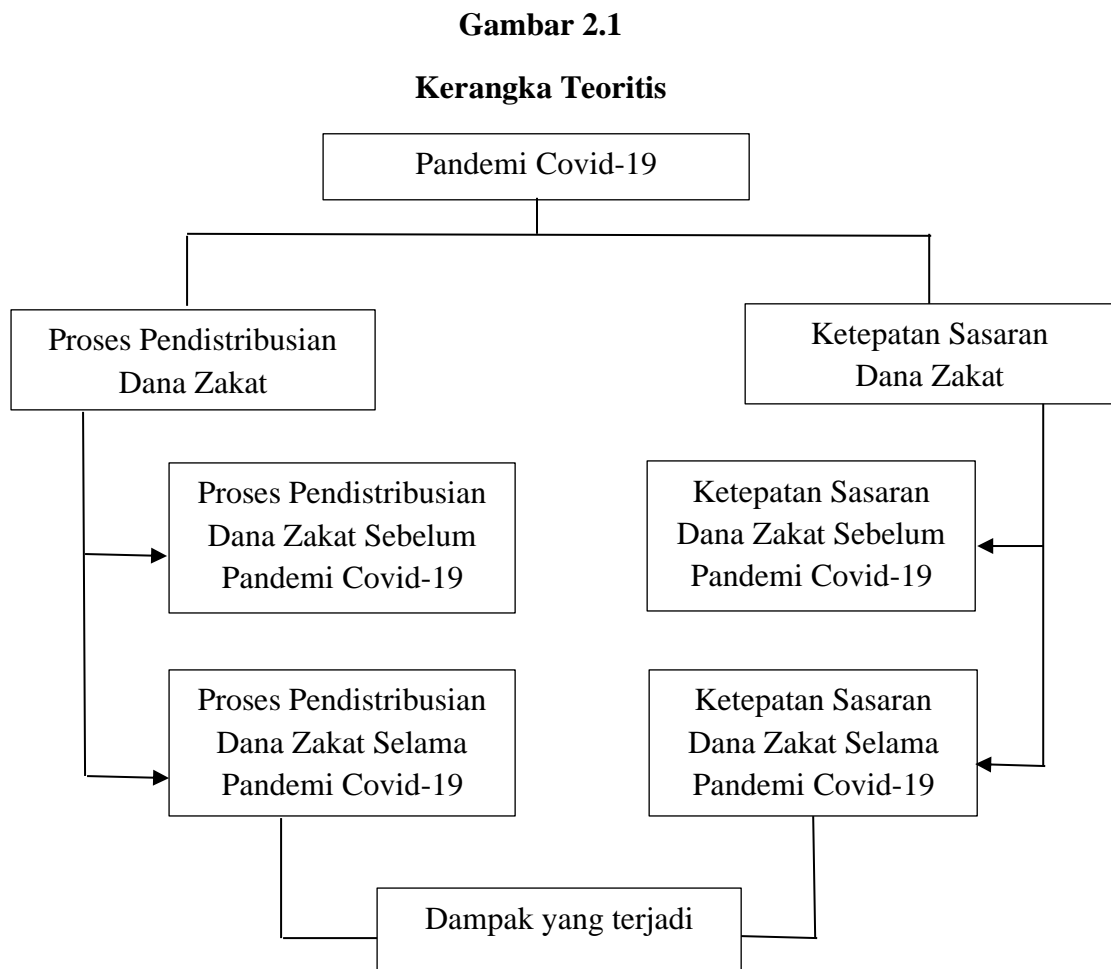 Gambar 2.1
Kerangka Teoritis
Pandemi Covid-19
Proses Pendistribusian
Dana Zakat
Ketepatan Sasaran
Dana Zakat
Proses Pendistribusian
Dana Zakat Sebelum
Pandemi Covid-19
Ketepatan Sasaran
Dana Zakat Sebelum
Pandemi Covid-19
Proses Pendistribusian
Dana Zakat Selama
Pandemi Covid-19
Ketepatan Sasaran
Dana Zakat Selama
Pandemi Covid-19
Dampak yang terjadi